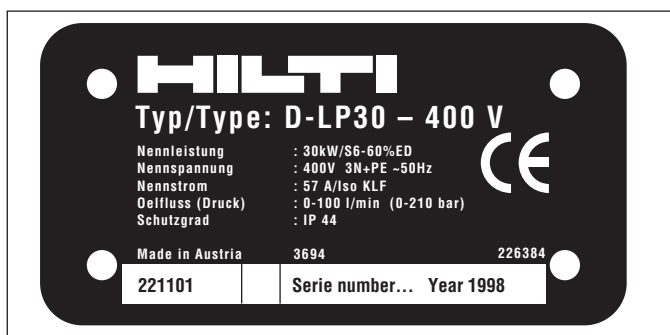 HILTI
Typ/Type: D-LP30 – 400 V
Nennleistung : 30kW/S6-60%ED
Nennspannung : 400V 3N+PE ~50Hz
Nennstrom : 57 A/Iso KLF
Oelfluss (Druck) : 0-100 l/min (0-210 bar)
Schutzgrad : IP 44
CE
Made in Austria 3694 226384
221101 Serie number... Year 1998